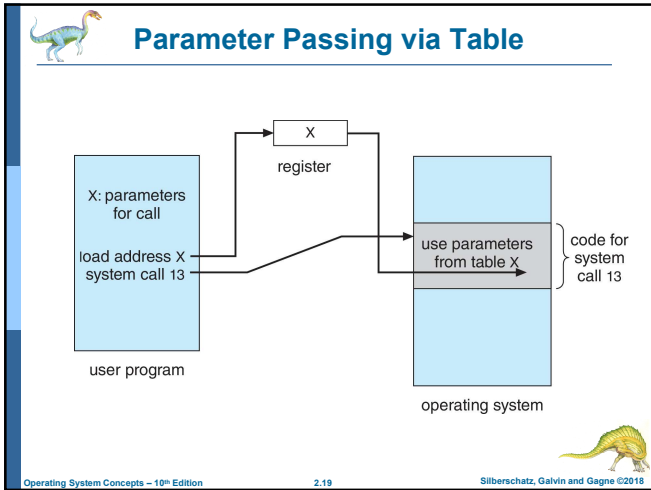 Parameter Passing via Table
X
register
X: parameters
for call
load address X
system call 13
user program
use parameters
from table X
code for
system
call 13
operating system
Operating System Concepts – 10th Edition
2.19
Silberschatz, Galvin and Gagne ©2018